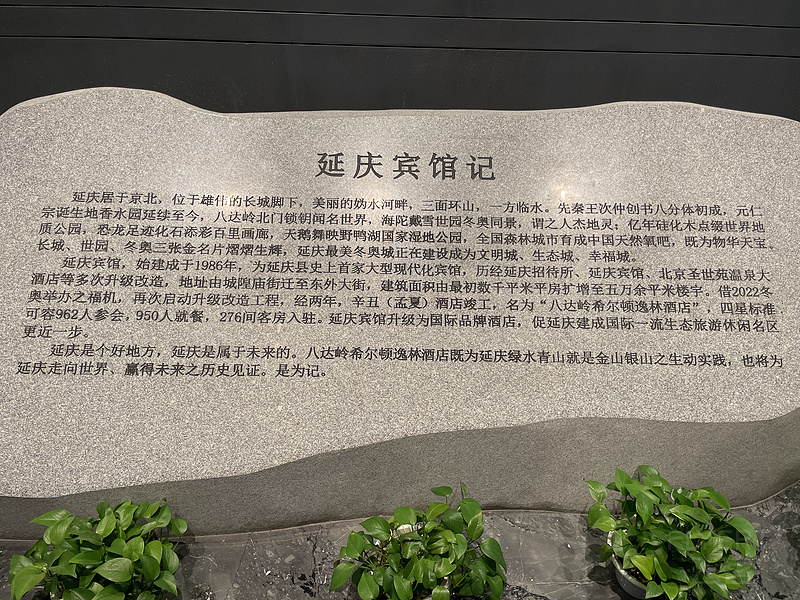 延庆宾馆记
延庆居于京北，位于雄伟的长城脚下，美丽的妫水河畔，三面环山，一方临水。先秦王次仲创书八分体初成，元仁
宗诞生地香水园延续至今，八达岭北门锁钥闻名世界，海陀戴雪世园冬奥同景，谓之人杰地灵；亿年硅化木点缀世界地
质公园，恐龙足迹化石添彩百里画廊，天鹅舞映野鸭湖国家湿地公园，全国森林城市育成中国天然氧吧，既为物华天宝。
长城、世园、冬奥三张金名片熠熠生辉，延庆最美冬奥城正在建设成为文明城、生态城、幸福城。
延庆宾馆，始建成于1986年，为延庆县史上首家大型现代化宾馆，历经延庆招待所、延庆宾馆、北京圣世苑温泉大
酒店等多次升级改造，地址由城隍庙街迁至东外大街，建筑面积由最初数千平米平房扩增至五万余平米楼宇。借2022冬
奥举办之福机，再次启动升级改造工程，经两年，辛丑（孟夏）酒店竣工，名为“八达岭希尔顿逸林酒店”，四星标准，
可容962人参会，950人就餐，276间客房入驻。延庆宾馆升级为国际品牌酒店，促延庆建成国际一流生态旅游休闲名区
更近一步。
延庆是个好地方，延庆是属于未来的。八达岭希尔顿逸林酒店既为延庆绿水青山就是金山银山之生动实践，也将为
延庆走向世界、赢得未来之历史见证。是为记。